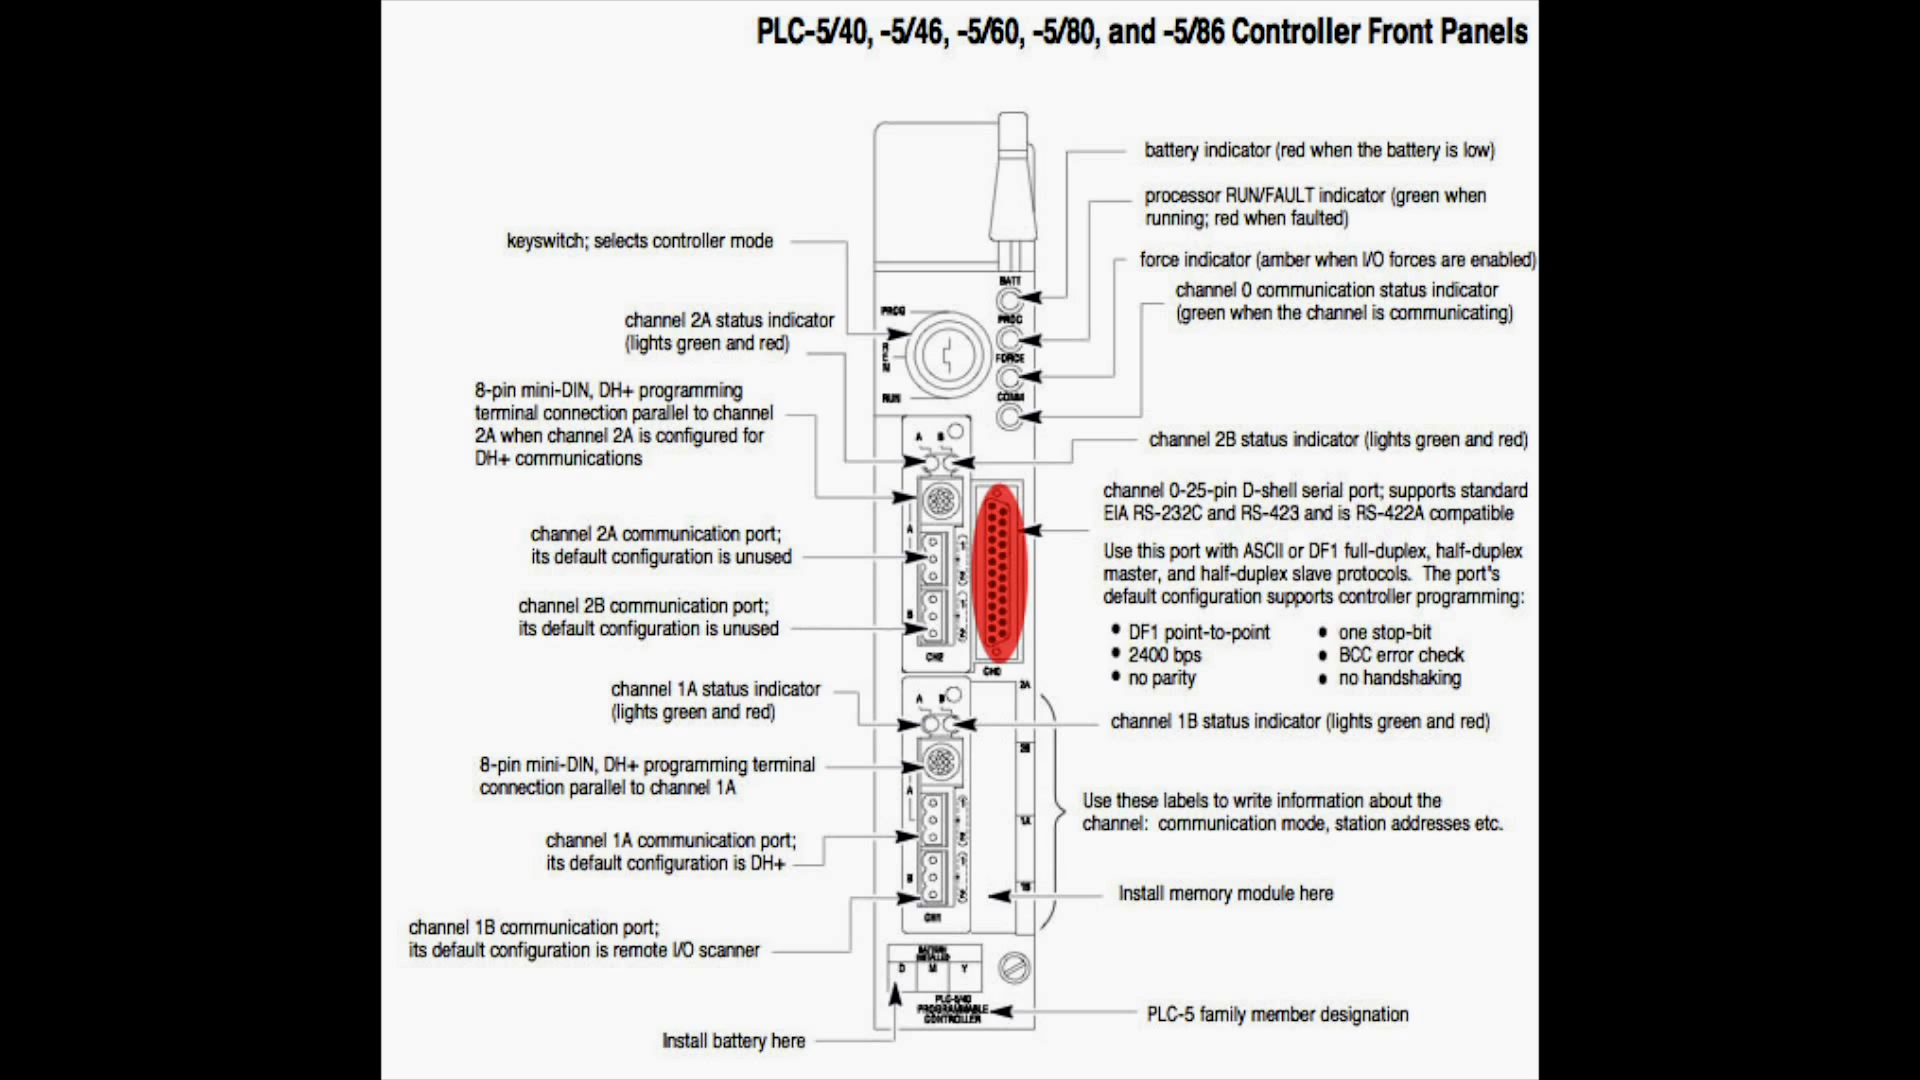 PLC-5/40, -5/46, -5/60, -5/80, and -5/86 Controller Front Panels
battery indicator (red when the battery is low)
processor RUN/FAULT indicator (green when
running; red when faulted)
keyswitch; selects controller mode
force indicator (amber when I/O forces are enabled)
channel 0 communication status indicator
(green when the channel is communicating)
BATT
PROC
FORCE
COMM
PROG
REM
RUN
channel 2A status indicator
(lights green and red)
8-pin mini-DIN, DH+ programming
terminal connection parallel to channel
2A when channel 2A is configured for
DH+ communications
A B
channel 2B status indicator (lights green and red)
channel 0-25-pin D-shell serial port; supports standard
EIA RS-232C and RS-423 and is RS-422A compatible
Use this port with ASCII or DF1 full-duplex, half-duplex
master, and half-duplex slave protocols. The port's
default configuration supports controller programming:
• DF1 point-to-point
• 2400 bps
• no parity
• one stop-bit
• BCC error check
• no handshaking
A
channel 2A communication port;
its default configuration is unused
B
channel 2B communication port;
its default configuration is unused
CH2
CH0
2A
channel 1A status indicator
(lights green and red)
A B
channel 1B status indicator (lights green and red)
2B
8-pin mini-DIN, DH+ programming terminal
connection parallel to channel 1A
A
Use these labels to write information about the
channel: communication mode, station addresses etc.
1A
channel 1A communication port;
its default configuration is DH+
B
1B
Install memory module here
CH1
channel 1B communication port;
its default configuration is remote I/O scanner
BATTERY
INSTALLED
D M Y
PLC-5/40
PROGRAMMABLE
CONTROLLER
PLC-5 family member designation
Install battery here